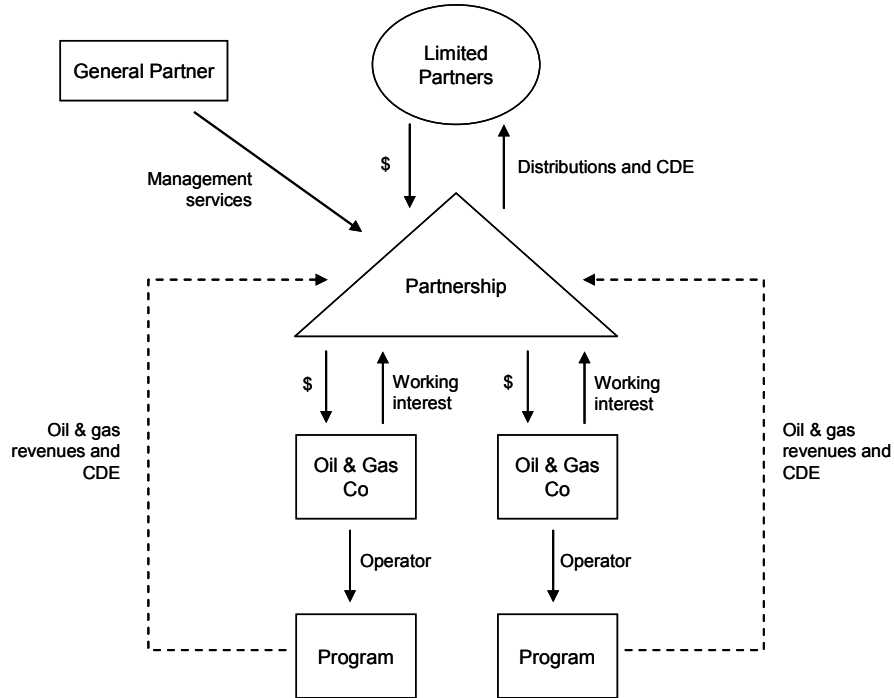 General Partner
Limited
Partners
$
Distributions and CDE
Management
services
Partnership
$
Working
interest
$
Working
interest
Oil & gas
revenues and
CDE
Oil & gas
revenues and
CDE
Oil & Gas
Co
Oil & Gas
Co
Operator
Operator
Program
Program